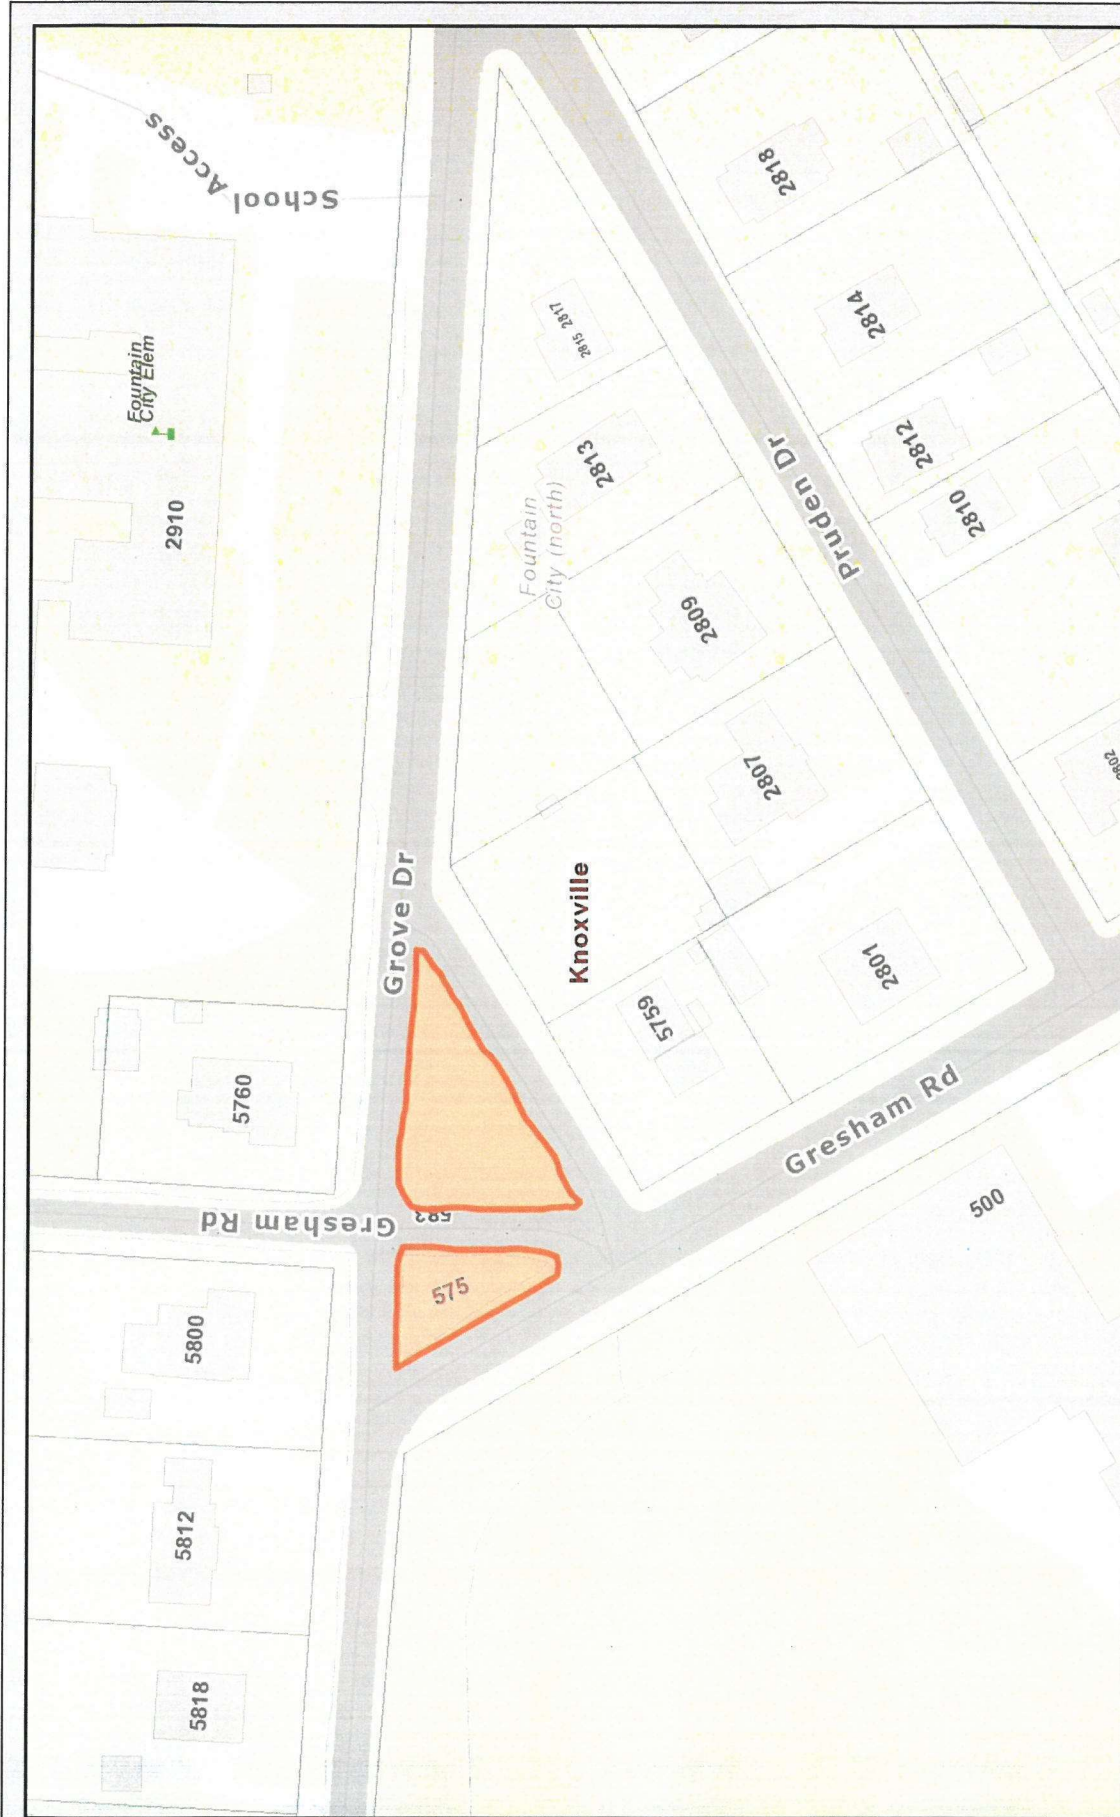 School Access
Fountain
City Elem
2910
2818
2815 2817
2814
2813
Fountain
City (north)
2812
2810
Pruden Dr
2809
2807
2802
Knoxville
Grove Dr
2801
5759
5760
Gresham Rd
Gresham Rd
583
575
500
5800
5812
5818